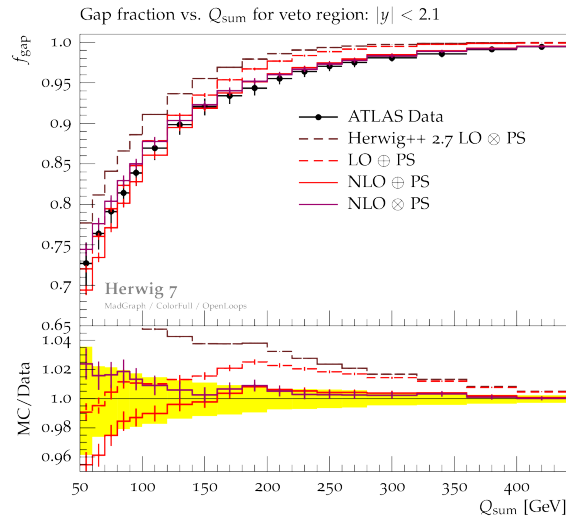 Gap fraction vs. Qsum for veto region: |y| < 2.1
fgap
1.0
0.95
0.9
0.85
0.8
0.75
0.7
0.65
ATLAS Data
Herwig++ 2.7 LO ⊗ PS
LO ⊕ PS
NLO ⊕ PS
NLO ⊗ PS
Herwig 7
MadGraph / ColorFull / OpenLoops
MC/Data
1.04
1.02
1.0
0.98
0.96
50 100 150 200 250 300 350 400
Qsum [GeV]